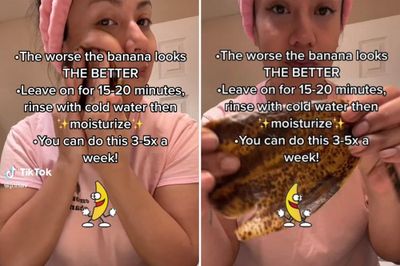 •The worse the banana looks
THE BETTER
•Leave on for 15-20 minutes,
rinse with cold water then
✨moisturize✨
•You can do this 3-5x a
week!
TikTok
•The worse the banana looks
THE BETTER
•Leave on for 15-20 minutes,
rinse with cold water then
✨moisturize✨
•You can do this 3-5x a
week!